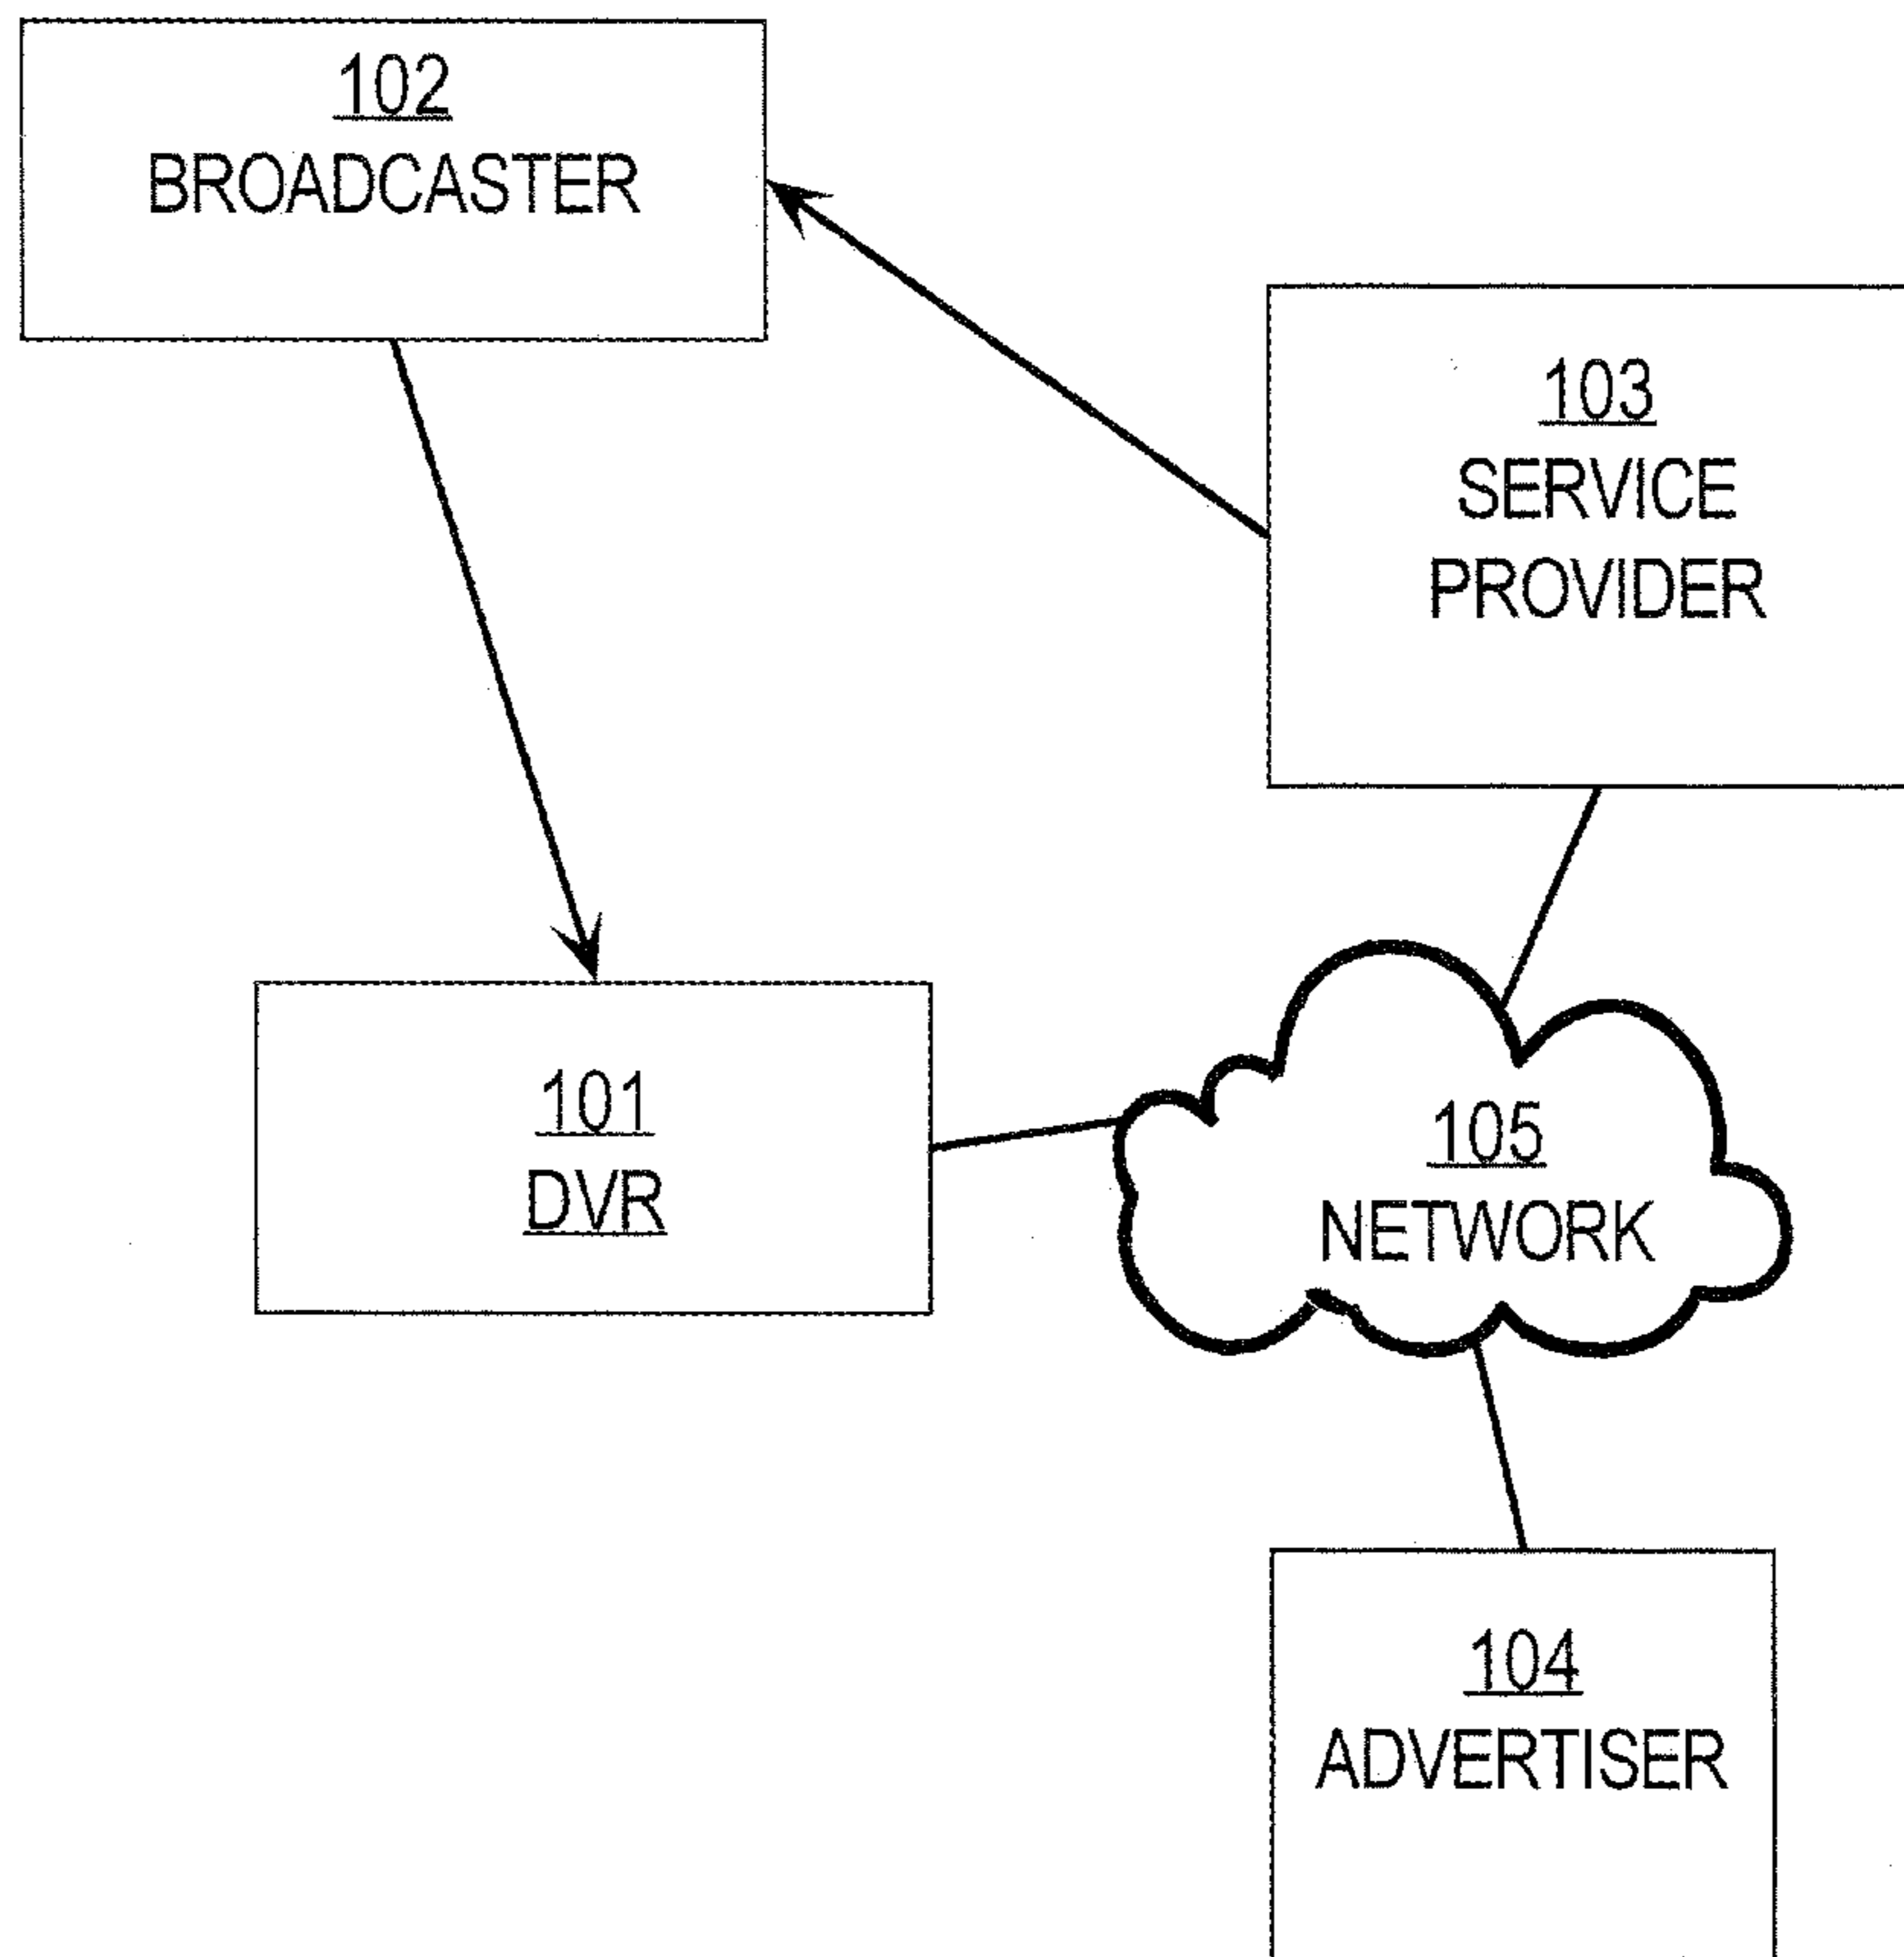 102
BROADCASTER
103
SERVICE
PROVIDER
101
DVR
105
NETWORK
104
ADVERTISER